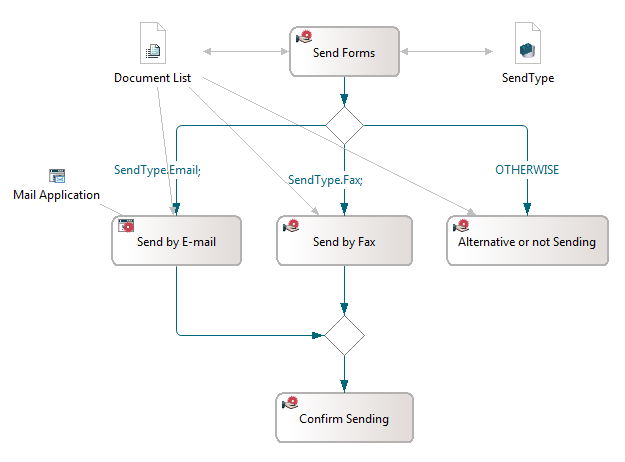 Send Forms
Document List
SendType
SendType.Email;
SendType.Fax;
OTHERWISE
Mail Application
Send by E-mail
Send by Fax
Alternative or not Sending
Confirm Sending